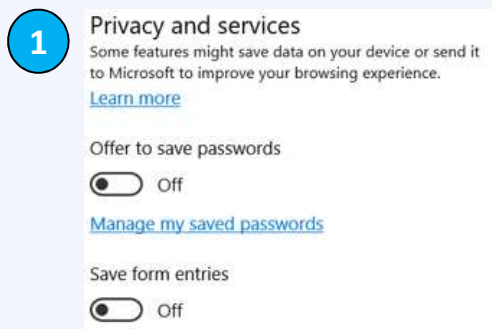 1
Privacy and services
Some features might save data on your device or send it
to Microsoft to improve your browsing experience.
Learn more
Offer to save passwords
Off
Manage my saved passwords
Save form entries
Off